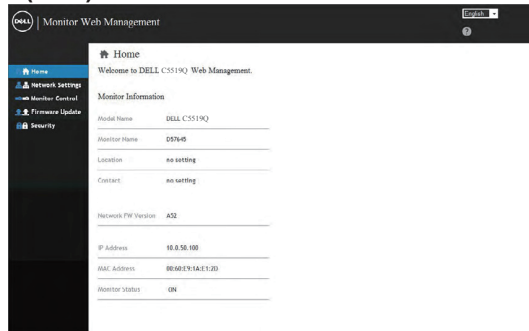 DELL | Monitor Web Management
English
?
Home
Network Settings
Monitor Control
Firmware Update
Security
Home
Welcome to DELL C5519Q Web Management.
Monitor Information
Model Name DELL C5519Q
Monitor Name D57645
Location no setting
Contact no setting
Network FW Version A52
IP Address 10.0.50.100
MAC Address 00:60:E9:1A:E1:2D
Monitor Status ON